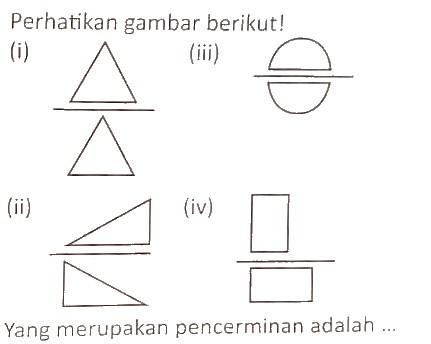 Perhatikan gambar berikut!
(i) (iii)
(ii) (iv)
Yang merupakan pencerminan adalah ...